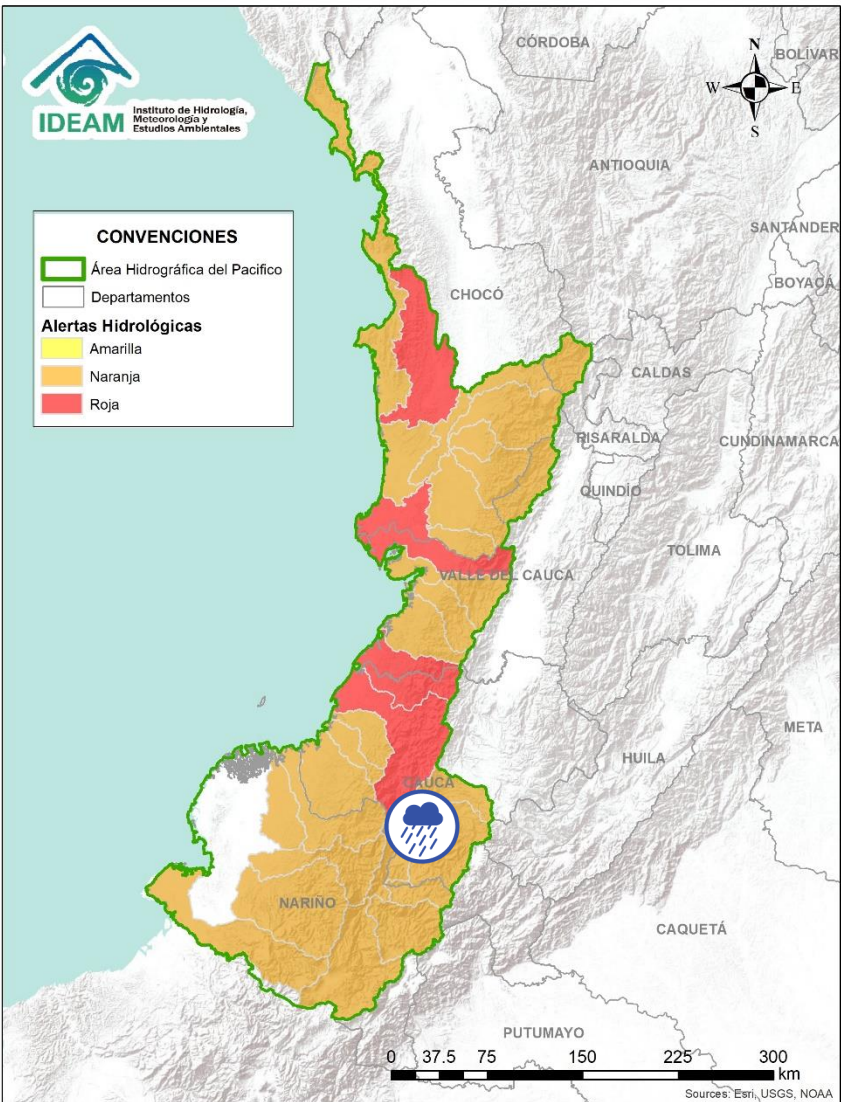 IDEAM
Instituto de Hidrología,
Meteorología y
Estudios Ambientales
N
W
E
S
CÓRDOBA
BOLÍVAR
ANTIOQUIA
SANTANDER
BOYACÁ
CHOCÓ
CALDAS
RISARALDA
CUNDINAMARCA
QUINDÍO
TOLIMA
VALLE DEL CAUCA
META
HUILA
CAUCA
NARIÑO
CAQUETÁ
PUTUMAYO
CONVENCIONES
Área Hidrográfica del Pacifico
Departamentos
Alertas Hidrológicas
Amarilla
Naranja
Roja
0 37.5 75 150 225 300
km
Sources: Esri, USGS, NOAA